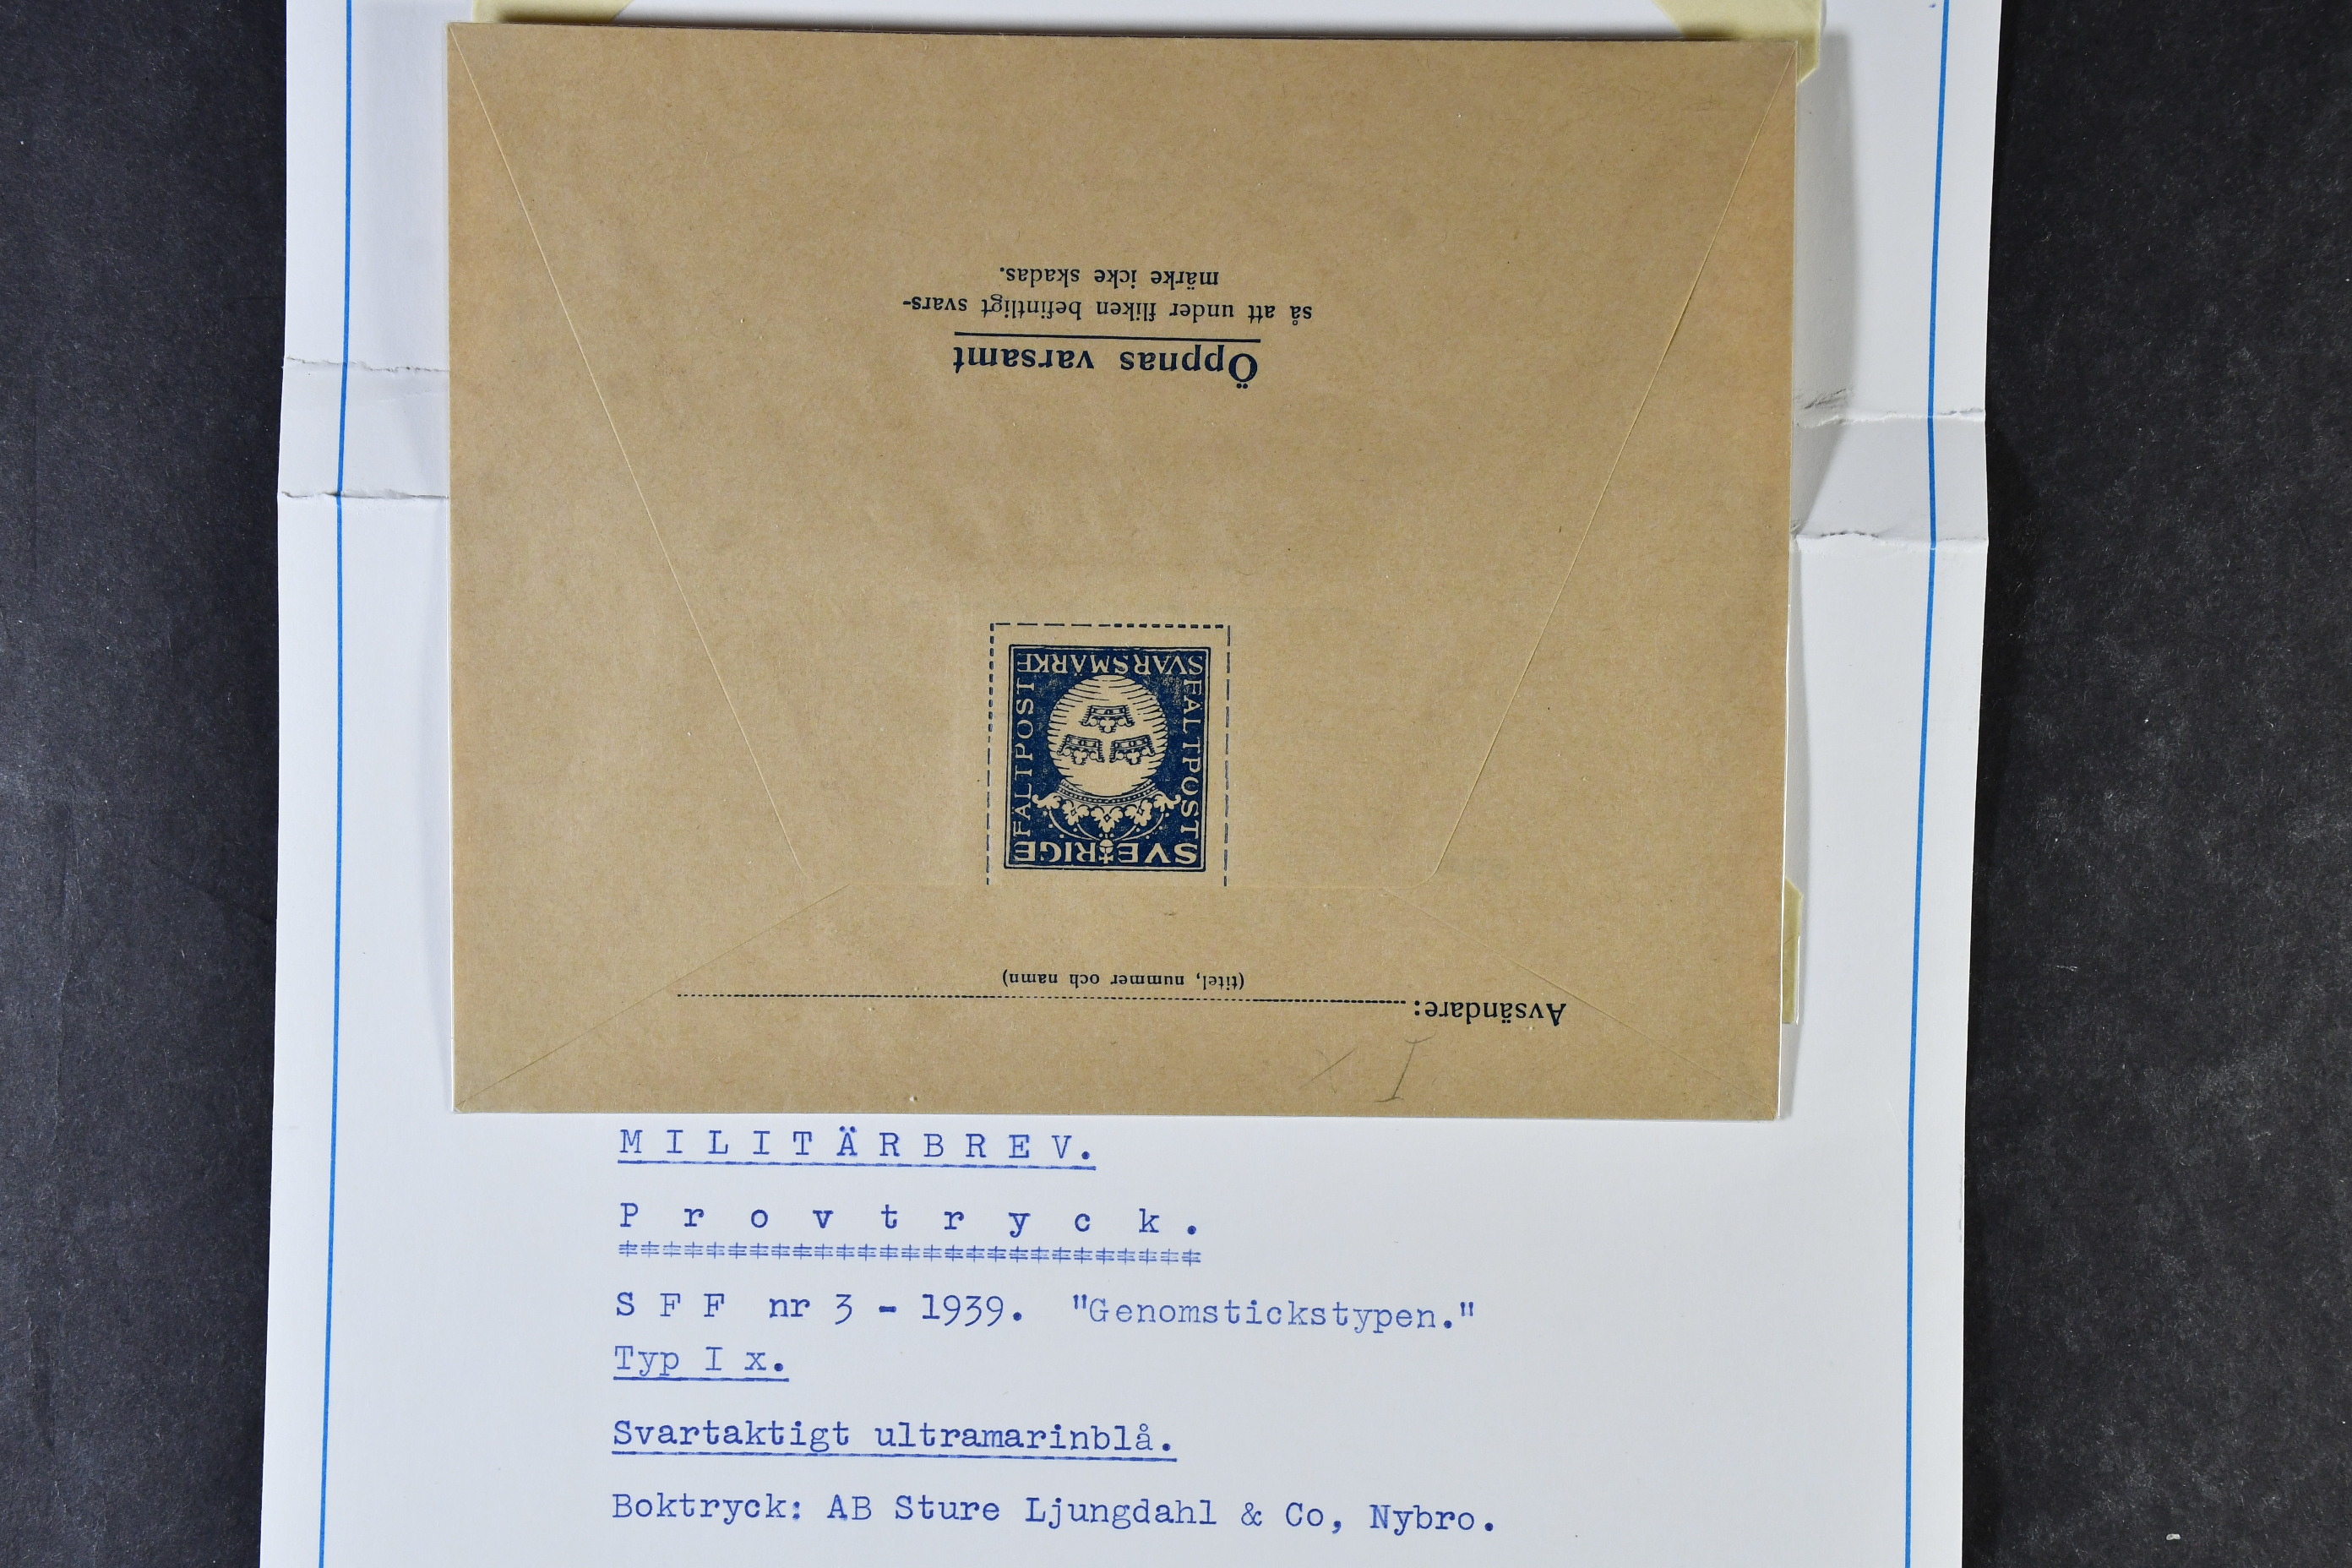 Öppnas varsamt
så att under fliken befintligt svars-
märke icke skadas.
SVERIGE
FÄLTPOST
FÄLTPOST
SVARSMÄRKE
Avsändare:
(titel, nummer och namn)
I x
MILITÄRBREV.
Provtryck.
SFF nr 3 - 1939. "Genomstickstypen."
Typ I x.
Svartaktigt ultramarinblå.
Boktryck: AB Sture Ljungdahl & Co, Nybro.